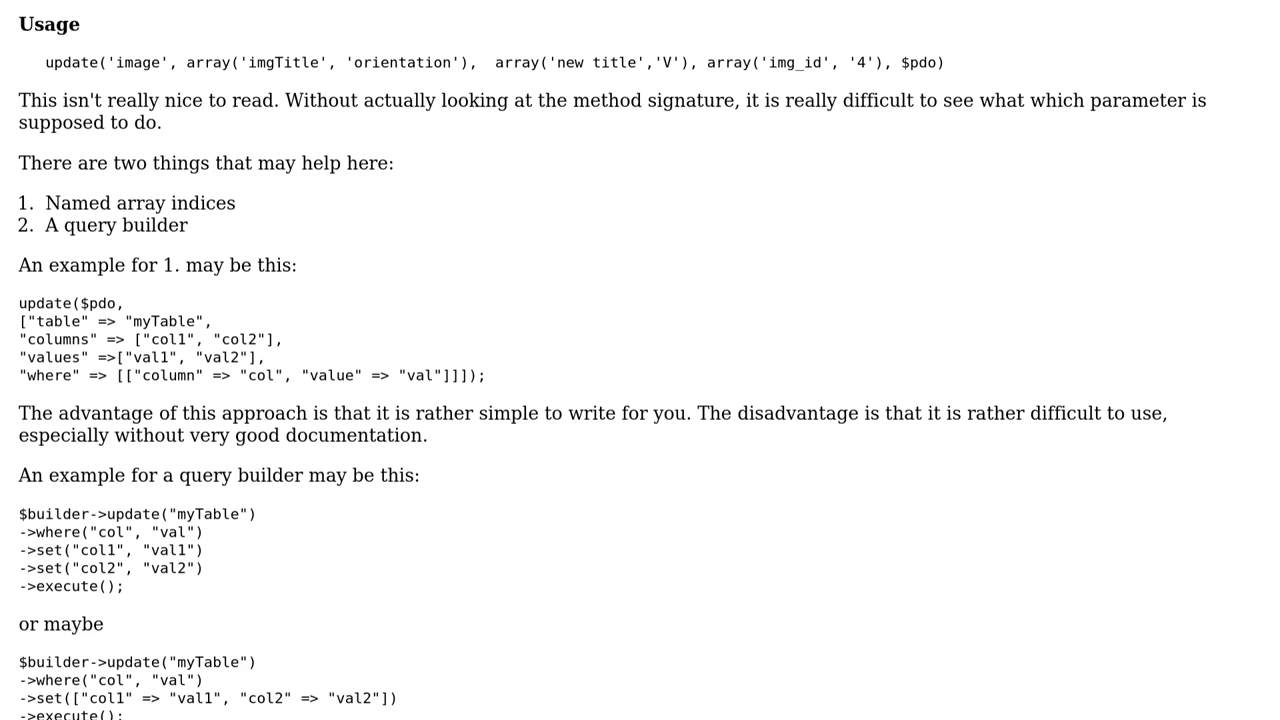 Usage
update('image', array('imgTitle', 'orientation'),  array('new title','V'), array('img_id', '4'), $pdo)
This isn't really nice to read. Without actually looking at the method signature, it is really difficult to see what which parameter is
supposed to do.
There are two things that may help here:
1. Named array indices
2. A query builder
An example for 1. may be this:
update($pdo,
["table" => "myTable",
"columns" => ["col1", "col2"],
"values" =>["val1", "val2"],
"where" => [["column" => "col", "value" => "val"]]]);
The advantage of this approach is that it is rather simple to write for you. The disadvantage is that it is rather difficult to use,
especially without very good documentation.
An example for a query builder may be this:
$builder->update("myTable")
->where("col", "val")
->set("col1", "val1")
->set("col2", "val2")
->execute();
or maybe
$builder->update("myTable")
->where("col", "val")
->set(["col1" => "val1", "col2" => "val2"])
->execute();